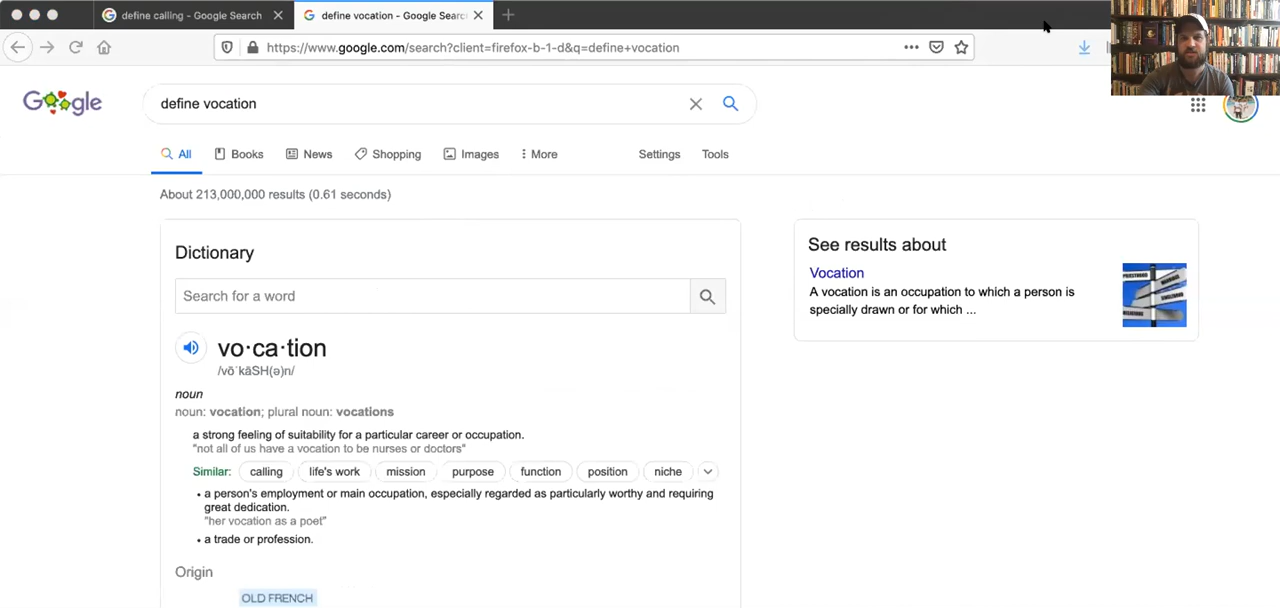 define calling - Google Search
define vocation - Google Searc
https://www.google.com/search?client=firefox-b-1-d&q=define+vocation
Google
define vocation
All
Books
News
Shopping
Images
More
Settings
Tools
About 213,000,000 results (0.61 seconds)
Dictionary
Search for a word
vo·ca·tion
/vōˈkāSH(ə)n/
noun
noun: vocation; plural noun: vocations
a strong feeling of suitability for a particular career or occupation.
"not all of us have a vocation to be nurses or doctors"
Similar: calling life's work mission purpose function position niche
• a person's employment or main occupation, especially regarded as particularly worthy and requiring
great dedication.
"her vocation as a poet"
• a trade or profession.
Origin
OLD FRENCH
See results about
Vocation
A vocation is an occupation to which a person is
specially drawn or for which ...